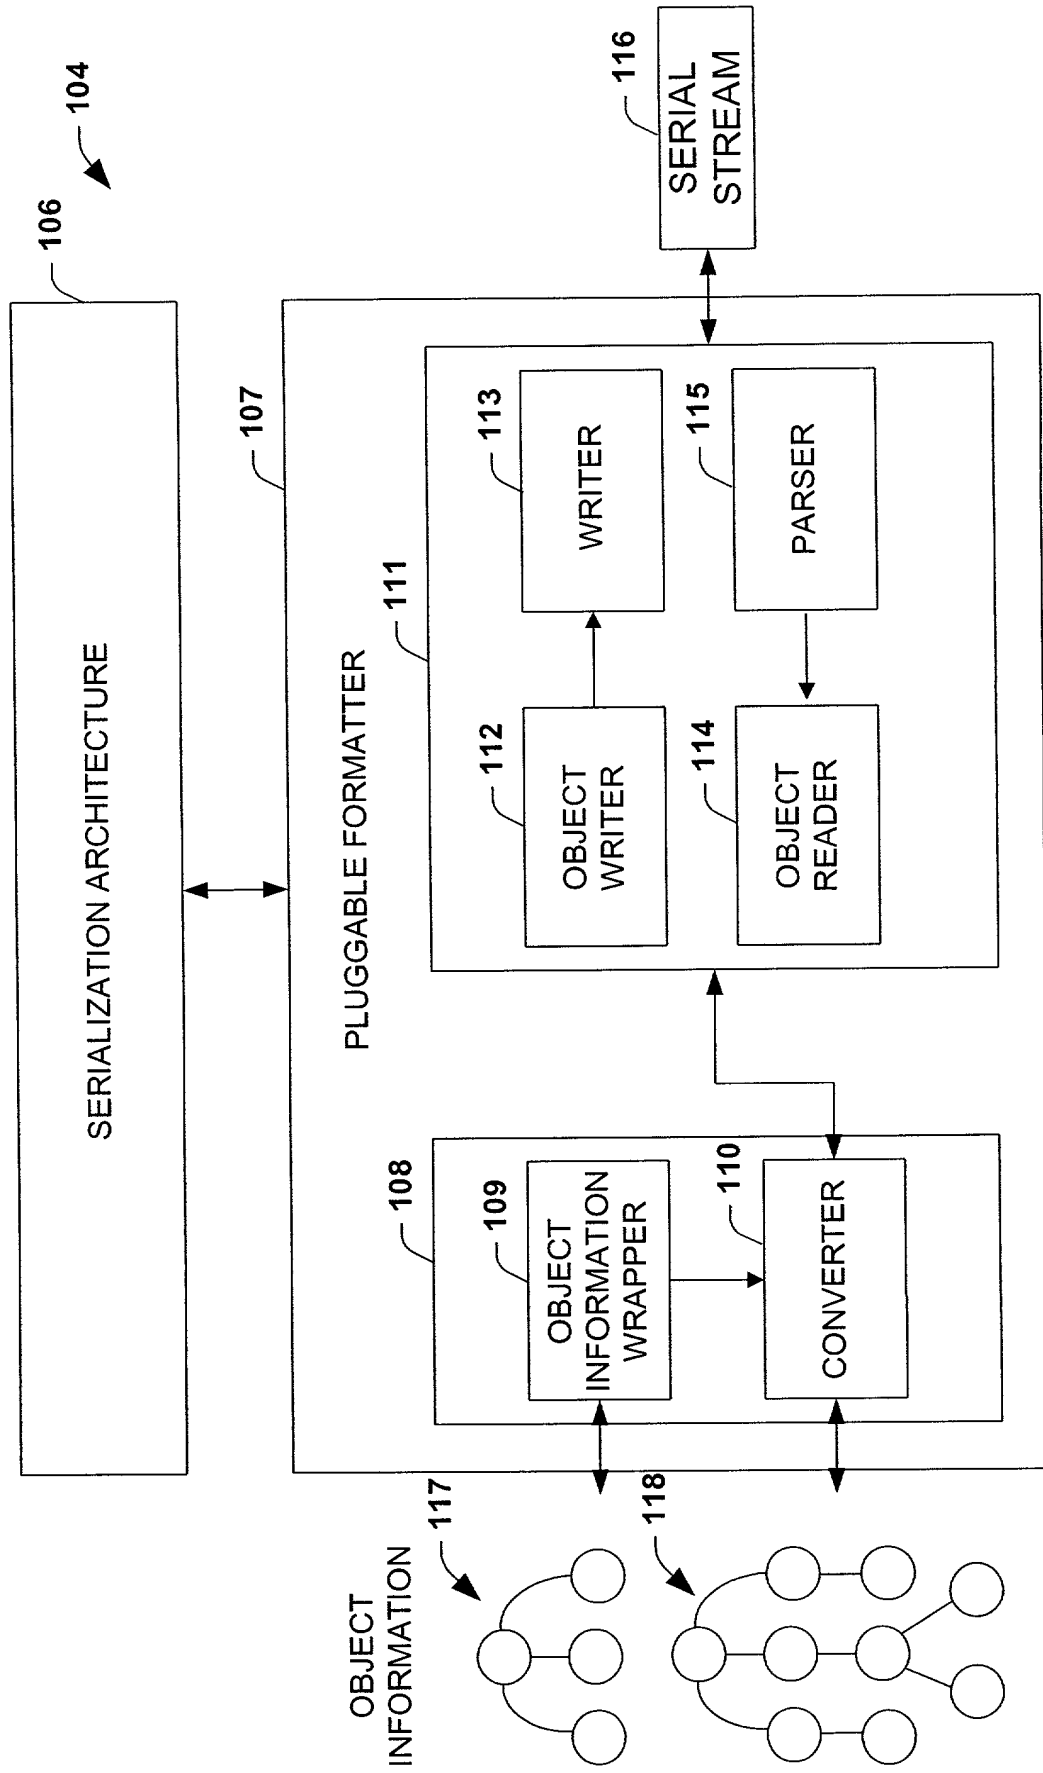 104
106
SERIALIZATION ARCHITECTURE
107
PLUGGABLE FORMATTER
OBJECT
INFORMATION
117
118
108
109
OBJECT
INFORMATION
WRAPPER
110
CONVERTER
111
112
OBJECT
WRITER
113
WRITER
114
OBJECT
READER
115
PARSER
116
SERIAL
STREAM